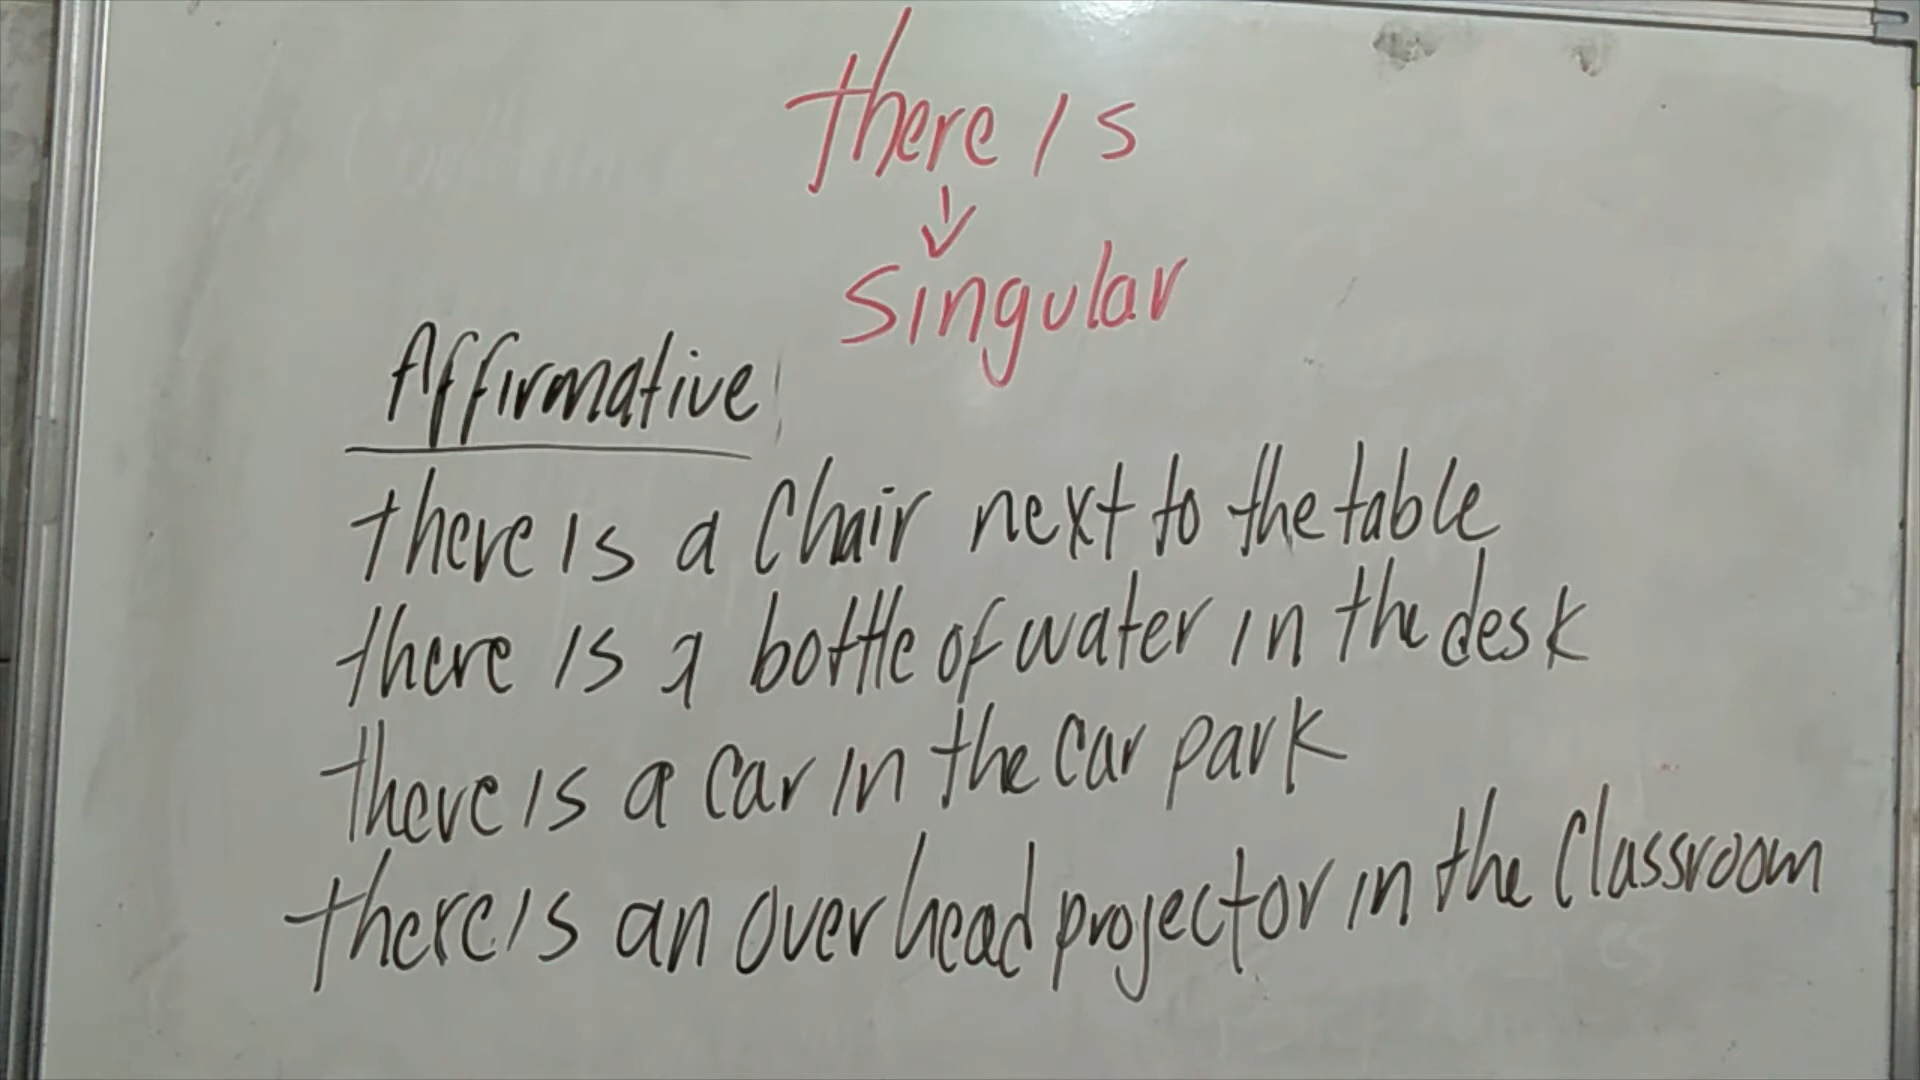 there is
↓
singular
Affirmative
there is a Chair next to the table
there is a bottle of water in the desk
there is a car in the car park
there is an overhead projector in the Classroom